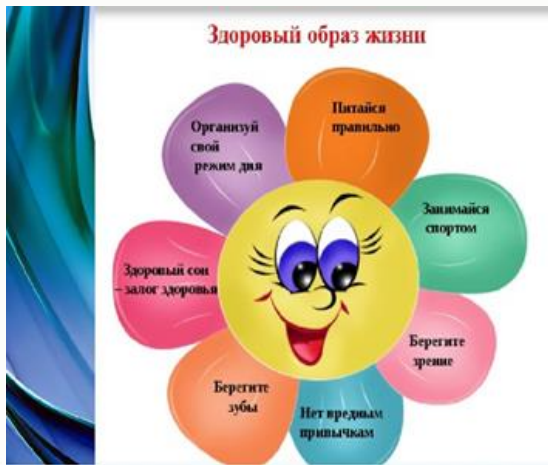 Здоровый образ жизни
Питайся
правильно
Занимайся
спортом
Берегите
зрение
Нет вредным
привычкам
Берегите
зубы
Здоровый сон
– залог здоровья
Организуй
свой
режим дня